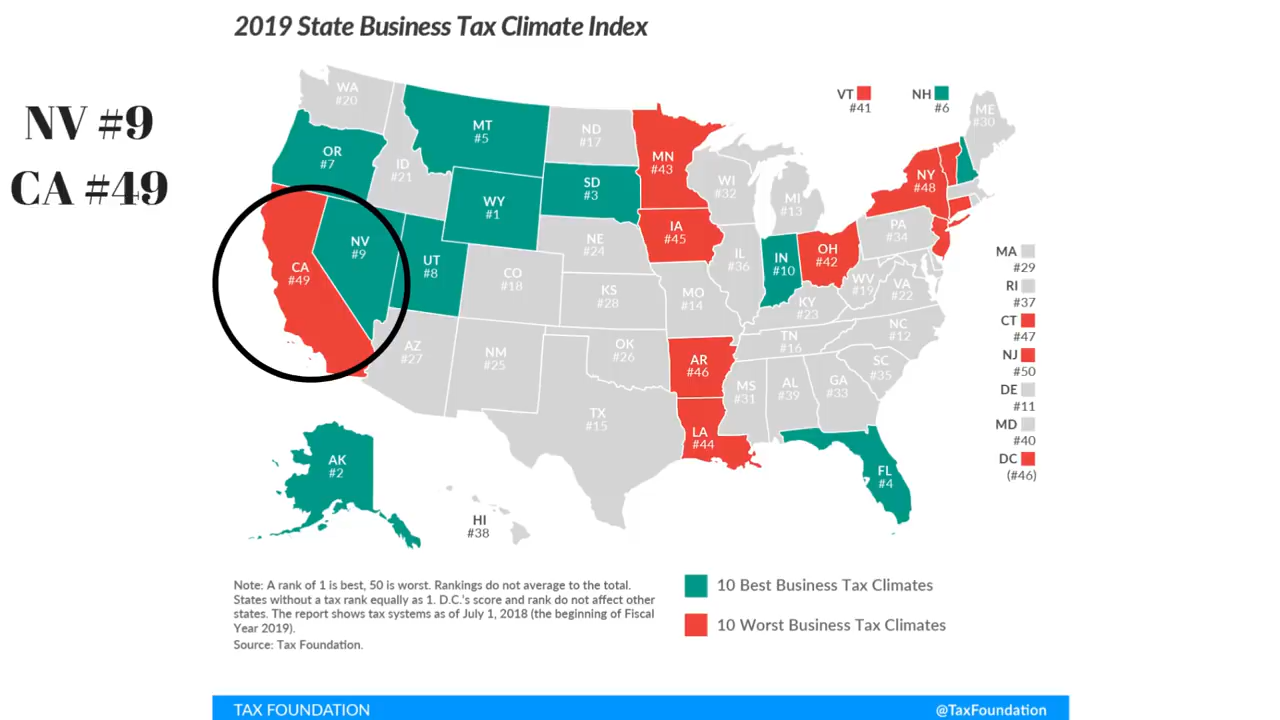 2019 State Business Tax Climate Index
NV #9
CA #49
WA
#20
OR
#7
ID
#21
MT
#5
WY
#1
ND
#17
SD
#3
MN
#43
WI
#32
MI
#13
VT
#41
NH
#6
ME
#30
NY
#48
CA
#49
NV
#9
UT
#8
CO
#18
NE
#24
KS
#28
IA
#45
IL
#36
IN
#10
OH
#42
PA
#34
WV
#19
VA
#22
KY
#23
MO
#14
AZ
#27
NM
#25
OK
#26
AR
#46
TN
#16
NC
#12
SC
#35
MS
#31
AL
#39
GA
#33
TX
#15
LA
#44
FL
#4
AK
#2
HI
#38
MA
#29
RI
#37
CT
#47
NJ
#50
DE
#11
MD
#40
DC
(#46)
Note: A rank of 1 is best, 50 is worst. Rankings do not average to the total.
States without a tax rank equally as 1. D.C.'s score and rank do not affect other
states. The report shows tax systems as of July 1, 2018 (the beginning of Fiscal
Year 2019).
Source: Tax Foundation.
10 Best Business Tax Climates
10 Worst Business Tax Climates
TAX FOUNDATION
@TaxFoundation